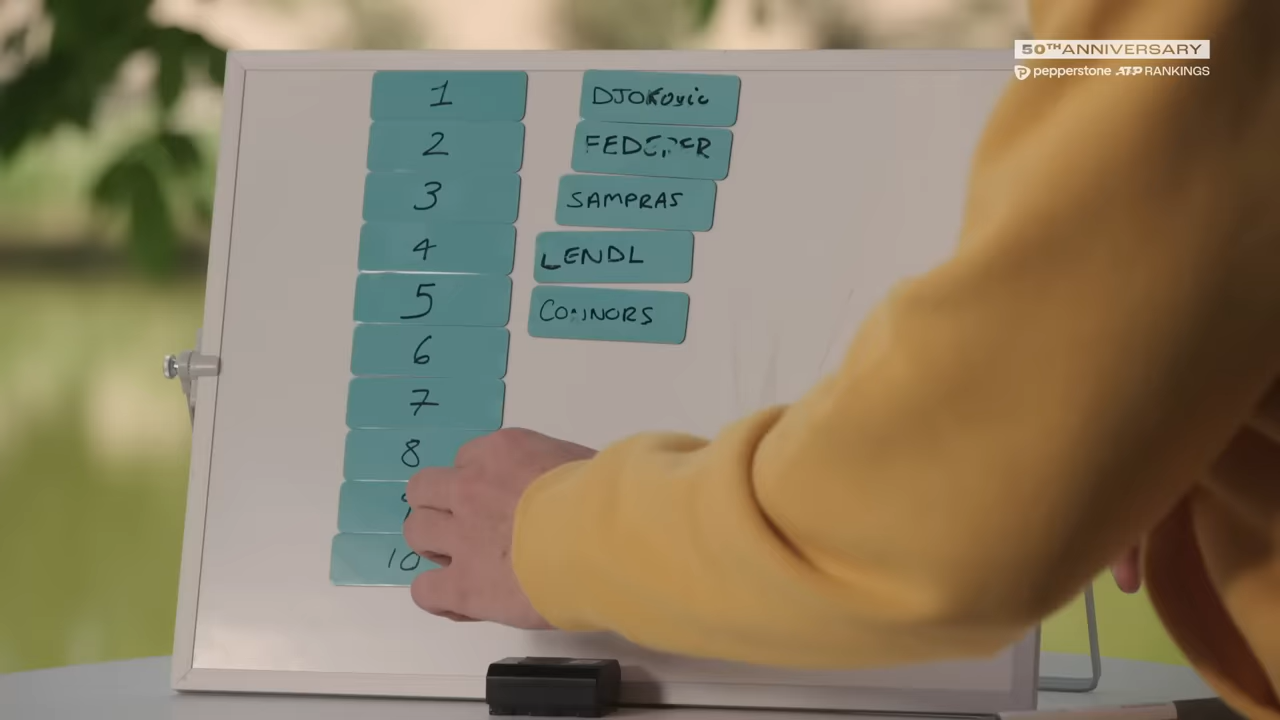 50TH ANNIVERSARY
pepperstone ATP RANKINGS
1 DJOKovic
2 FEDERER
3 SAMPRAS
4 LENDL
5 CONNORS
6
7
8
9
10